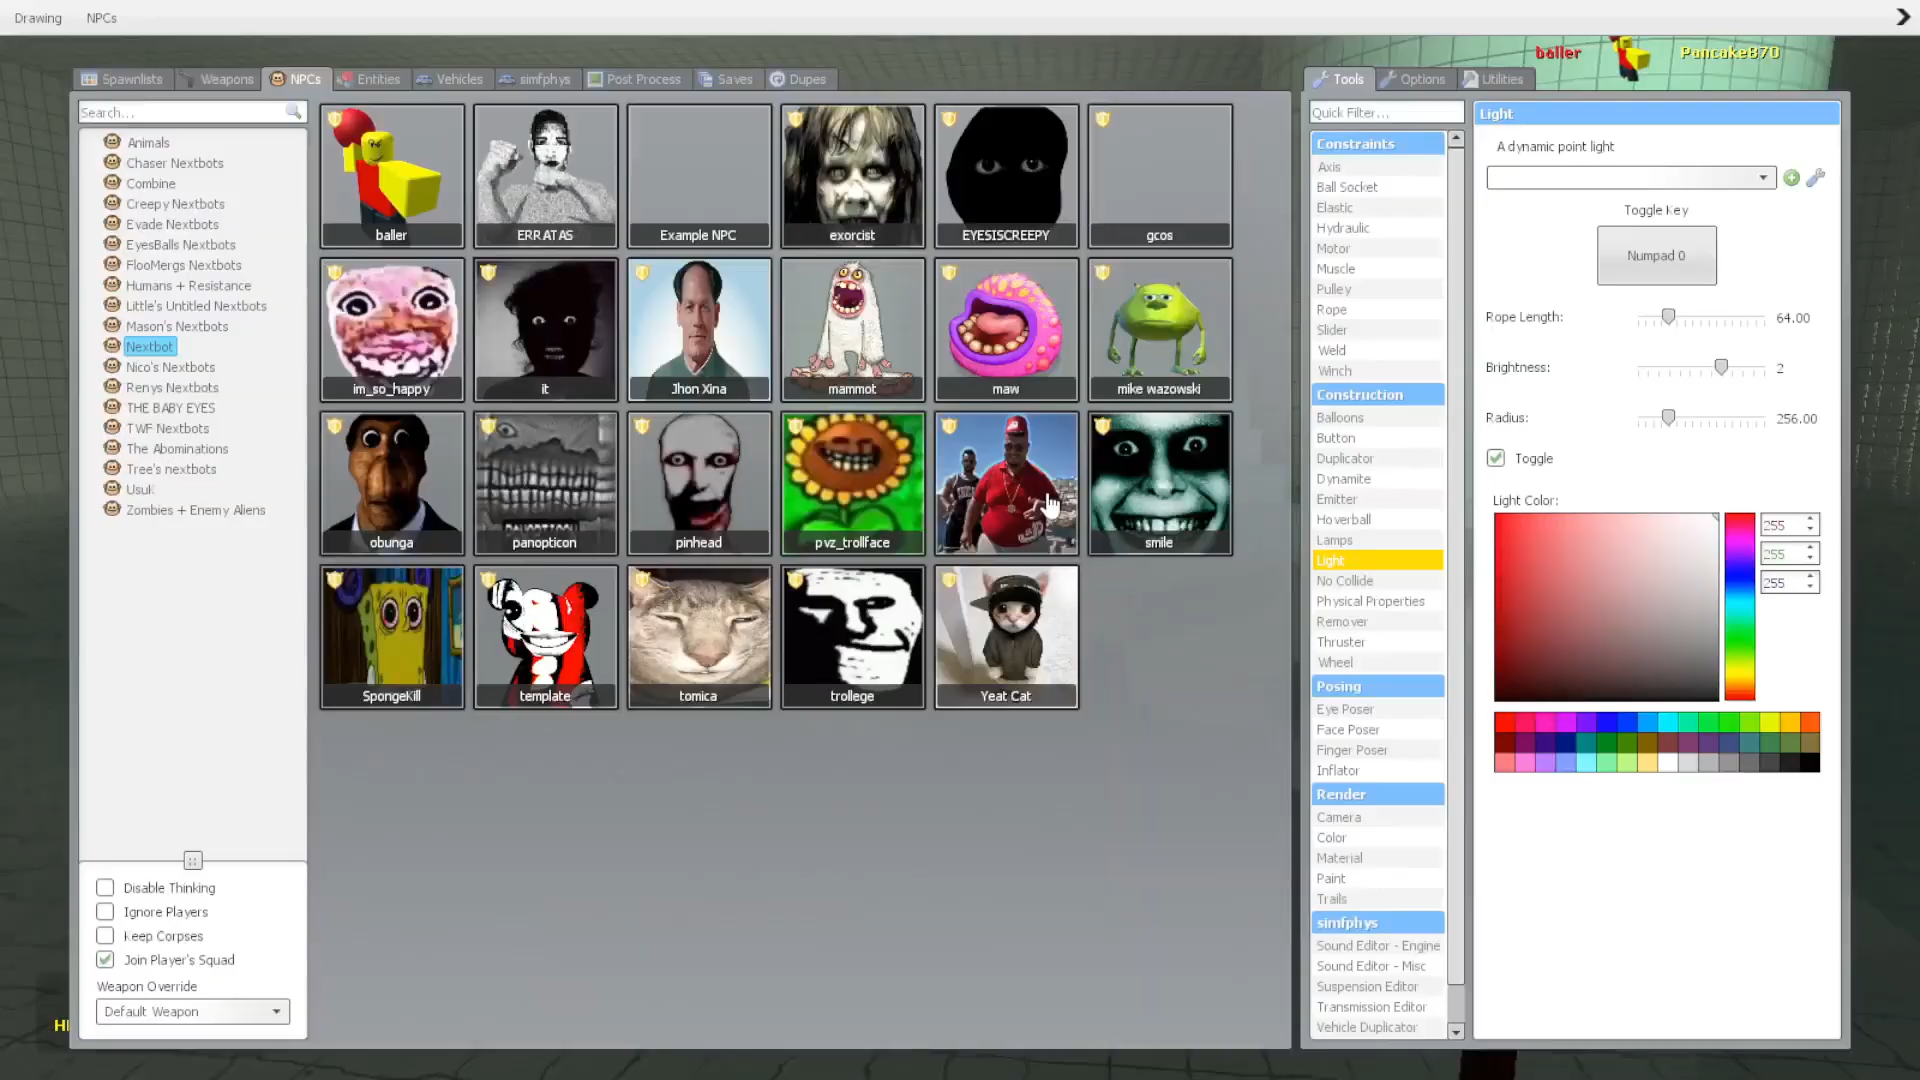 Drawing NPCs
baller Pancake870
Spawnlists Weapons NPCs Entities Vehicles simfphys Post Process Saves Dupes
Tools Options Utilities
Search...
Animals
Chaser Nextbots
Combine
Creepy Nextbots
Evade Nextbots
EyesBalls Nextbots
FlooMergs Nextbots
Humans + Resistance
Little's Untitled Nextbots
Mason's Nextbots
Nextbot
Nico's Nextbots
Renys Nextbots
THE BABY EYES
TWF Nextbots
The Abominations
Tree's nextbots
Usuk
Zombies + Enemy Aliens
Disable Thinking
Ignore Players
Keep Corpses
Join Player's Squad
Weapon Override
Default Weapon
baller ERRATAS Example NPC exorcist EYESISCREEPY gcos
im_so_happy it Jhon Xina mammot maw mike wazowski
PANOPTICON
obunga panopticon pinhead pvz_trollface smile
SpongeKill template tomica trollege Yeat Cat
Quick Filter...
Constraints
Axis
Ball Socket
Elastic
Hydraulic
Motor
Muscle
Pulley
Rope
Slider
Weld
Winch
Construction
Balloons
Button
Duplicator
Dynamite
Emitter
Hoverball
Lamps
Light
No Collide
Physical Properties
Remover
Thruster
Wheel
Posing
Eye Poser
Face Poser
Finger Poser
Inflator
Render
Camera
Color
Material
Paint
Trails
simfphys
Sound Editor - Engine
Sound Editor - Misc
Suspension Editor
Transmission Editor
Vehicle Duplicator
Light
A dynamic point light
Toggle Key
Numpad 0
Rope Length: 64.00
Brightness: 2
Radius: 256.00
Toggle
Light Color:
255
255
255